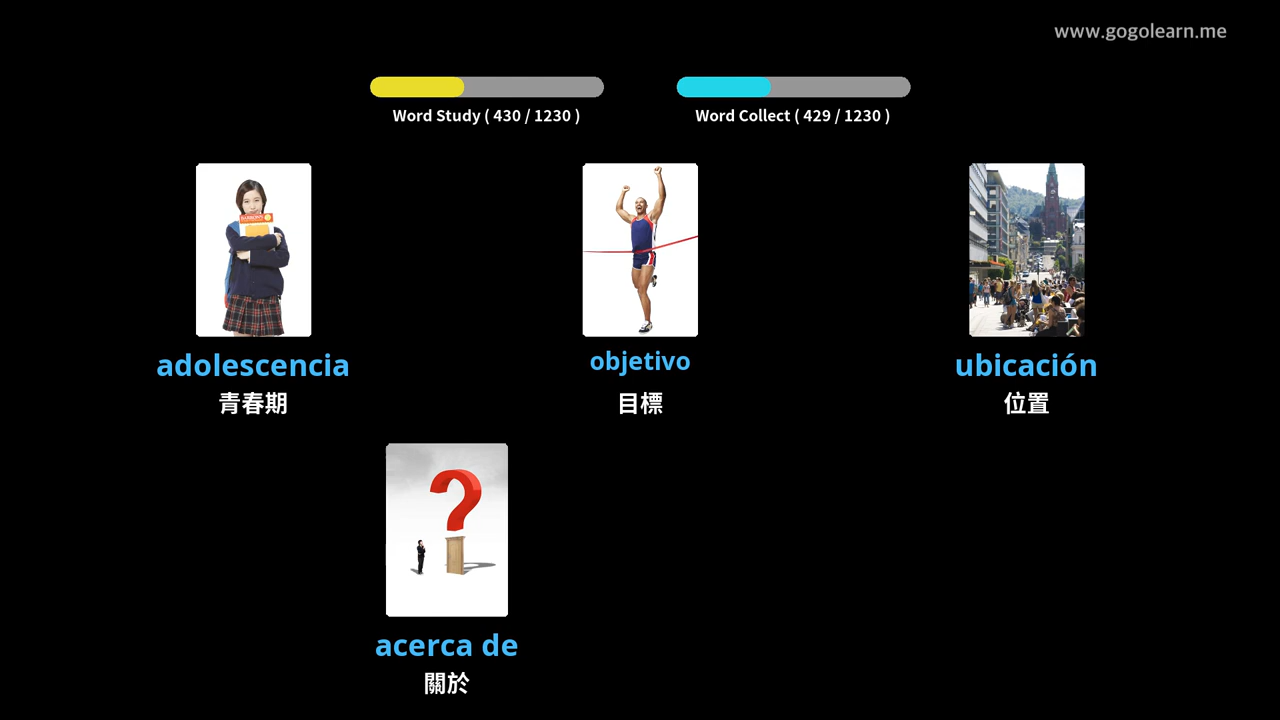 www.gogolearn.me
Word Study ( 430 / 1230 )
Word Collect ( 429 / 1230 )
BARRON'S
adolescencia
青春期
objetivo
目標
ubicación
位置
acerca de
關於